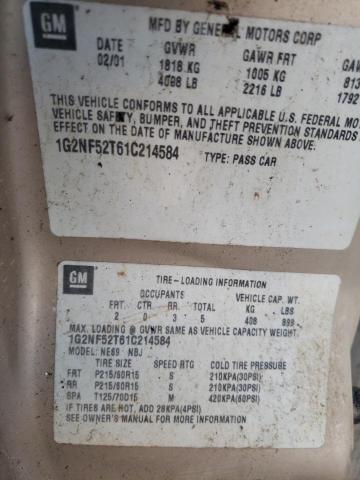 GM
MFD BY GENERAL MOTORS CORP
DATE GVWR GAWR FRT
02/01 1818 KG 1005 KG 813
4008 LB 2216 LB 1792
THIS VEHICLE CONFORMS TO ALL APPLICABLE U.S. FEDERAL
VEHICLE SAFETY, BUMPER, AND THEFT PREVENTION STANDARDS
EFFECT ON THE DATE OF MANUFACTURE SHOWN ABOVE.
1G2NF52T61C214584 TYPE: PASS CAR
GM
TIRE-LOADING INFORMATION
OCCUPANTS VEHICLE CAP. WT.
FRT CTR RR TOTAL KG LBS
2 0 3 5 408 899
MAX. LOADING @ GVWR SAME AS VEHICLE CAPACITY WEIGHT.
1G2NF52T61C214584
MODEL: NE69 NBJ
TIRE SIZE SPEED RTG COLD TIRE PRESSURE
FRT P215/60R15 S 210KPA(30PSI)
RR P215/60R15 S 210KPA(30PSI)
SPA T125/70D15 M 420KPA(60PSI)
IF TIRES ARE HOT, ADD 28KPA(4PSI)
SEE OWNER'S MANUAL FOR MORE INFORMATION